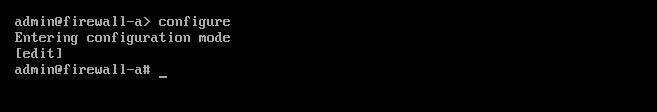 admin@firewall-a> configure
Entering configuration mode
[edit]
admin@firewall-a# _